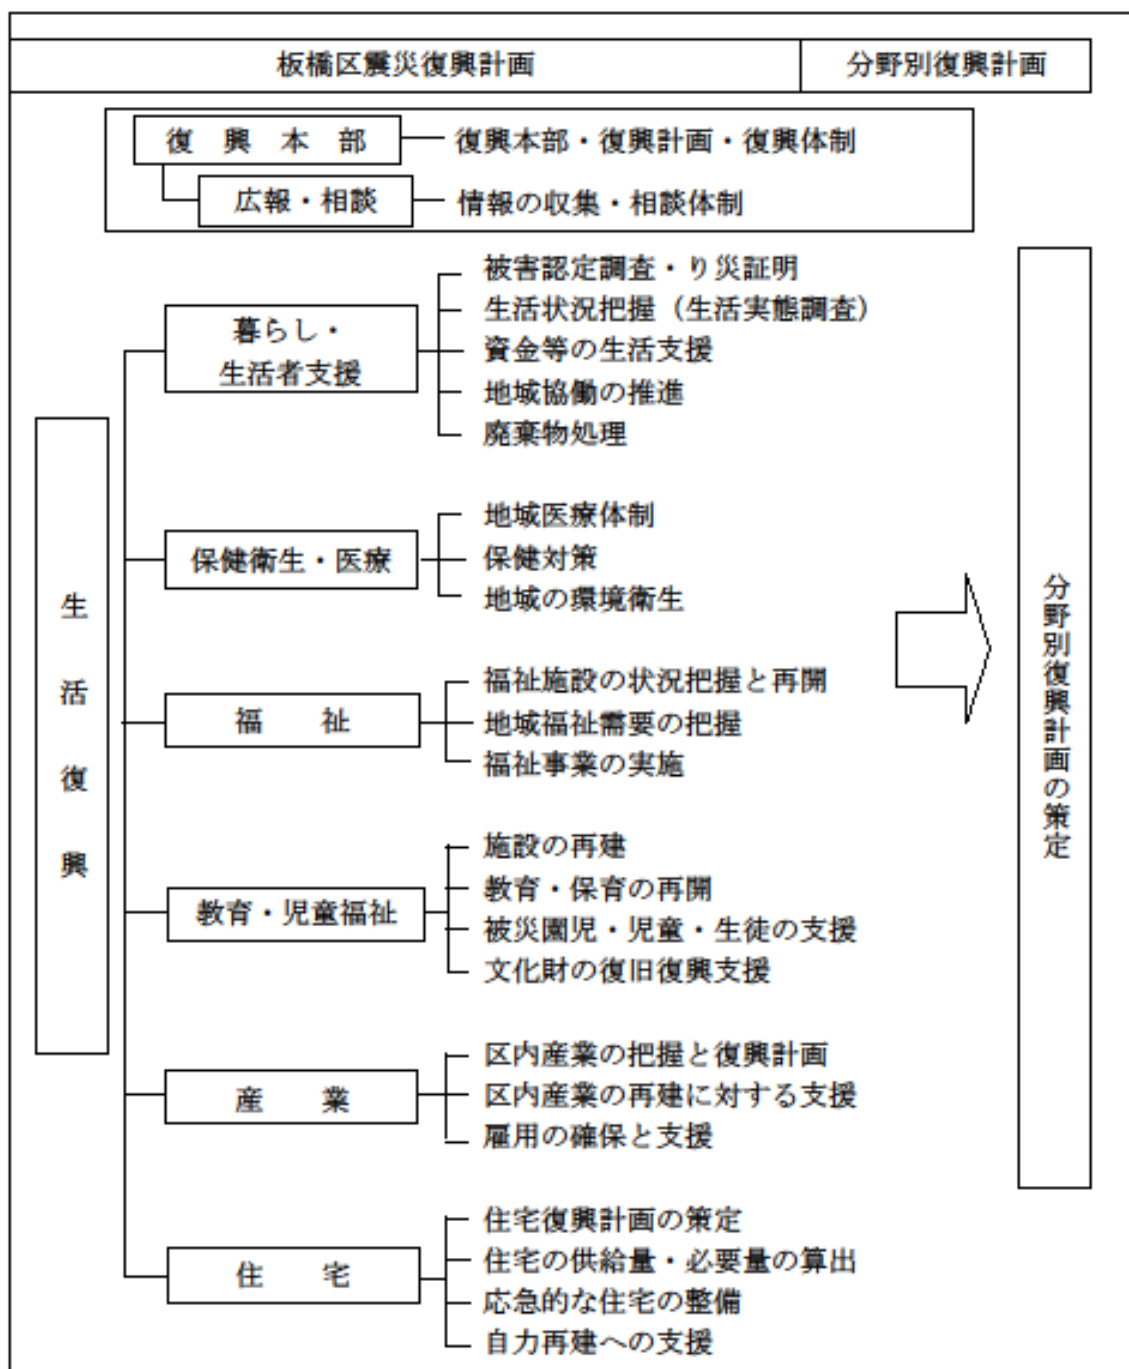 板橋区震災復興計画
分野別復興計画
復興本部
復興本部・復興計画・復興体制
広報・相談
情報の収集・相談体制
生活復興
暮らし・
生活者支援
被害認定調査・り災証明
生活状況把握（生活実態調査）
資金等の生活支援
地域協働の推進
廃棄物処理
保健衛生・医療
地域医療体制
保健対策
地域の環境衛生
福祉
福祉施設の状況把握と再開
地域福祉需要の把握
福祉事業の実施
教育・児童福祉
施設の再建
教育・保育の再開
被災園児・児童・生徒の支援
文化財の復旧復興支援
産業
区内産業の把握と復興計画
区内産業の再建に対する支援
雇用の確保と支援
住宅
住宅復興計画の策定
住宅の供給量・必要量の算出
応急的な住宅の整備
自力再建への支援
分野別復興計画の策定